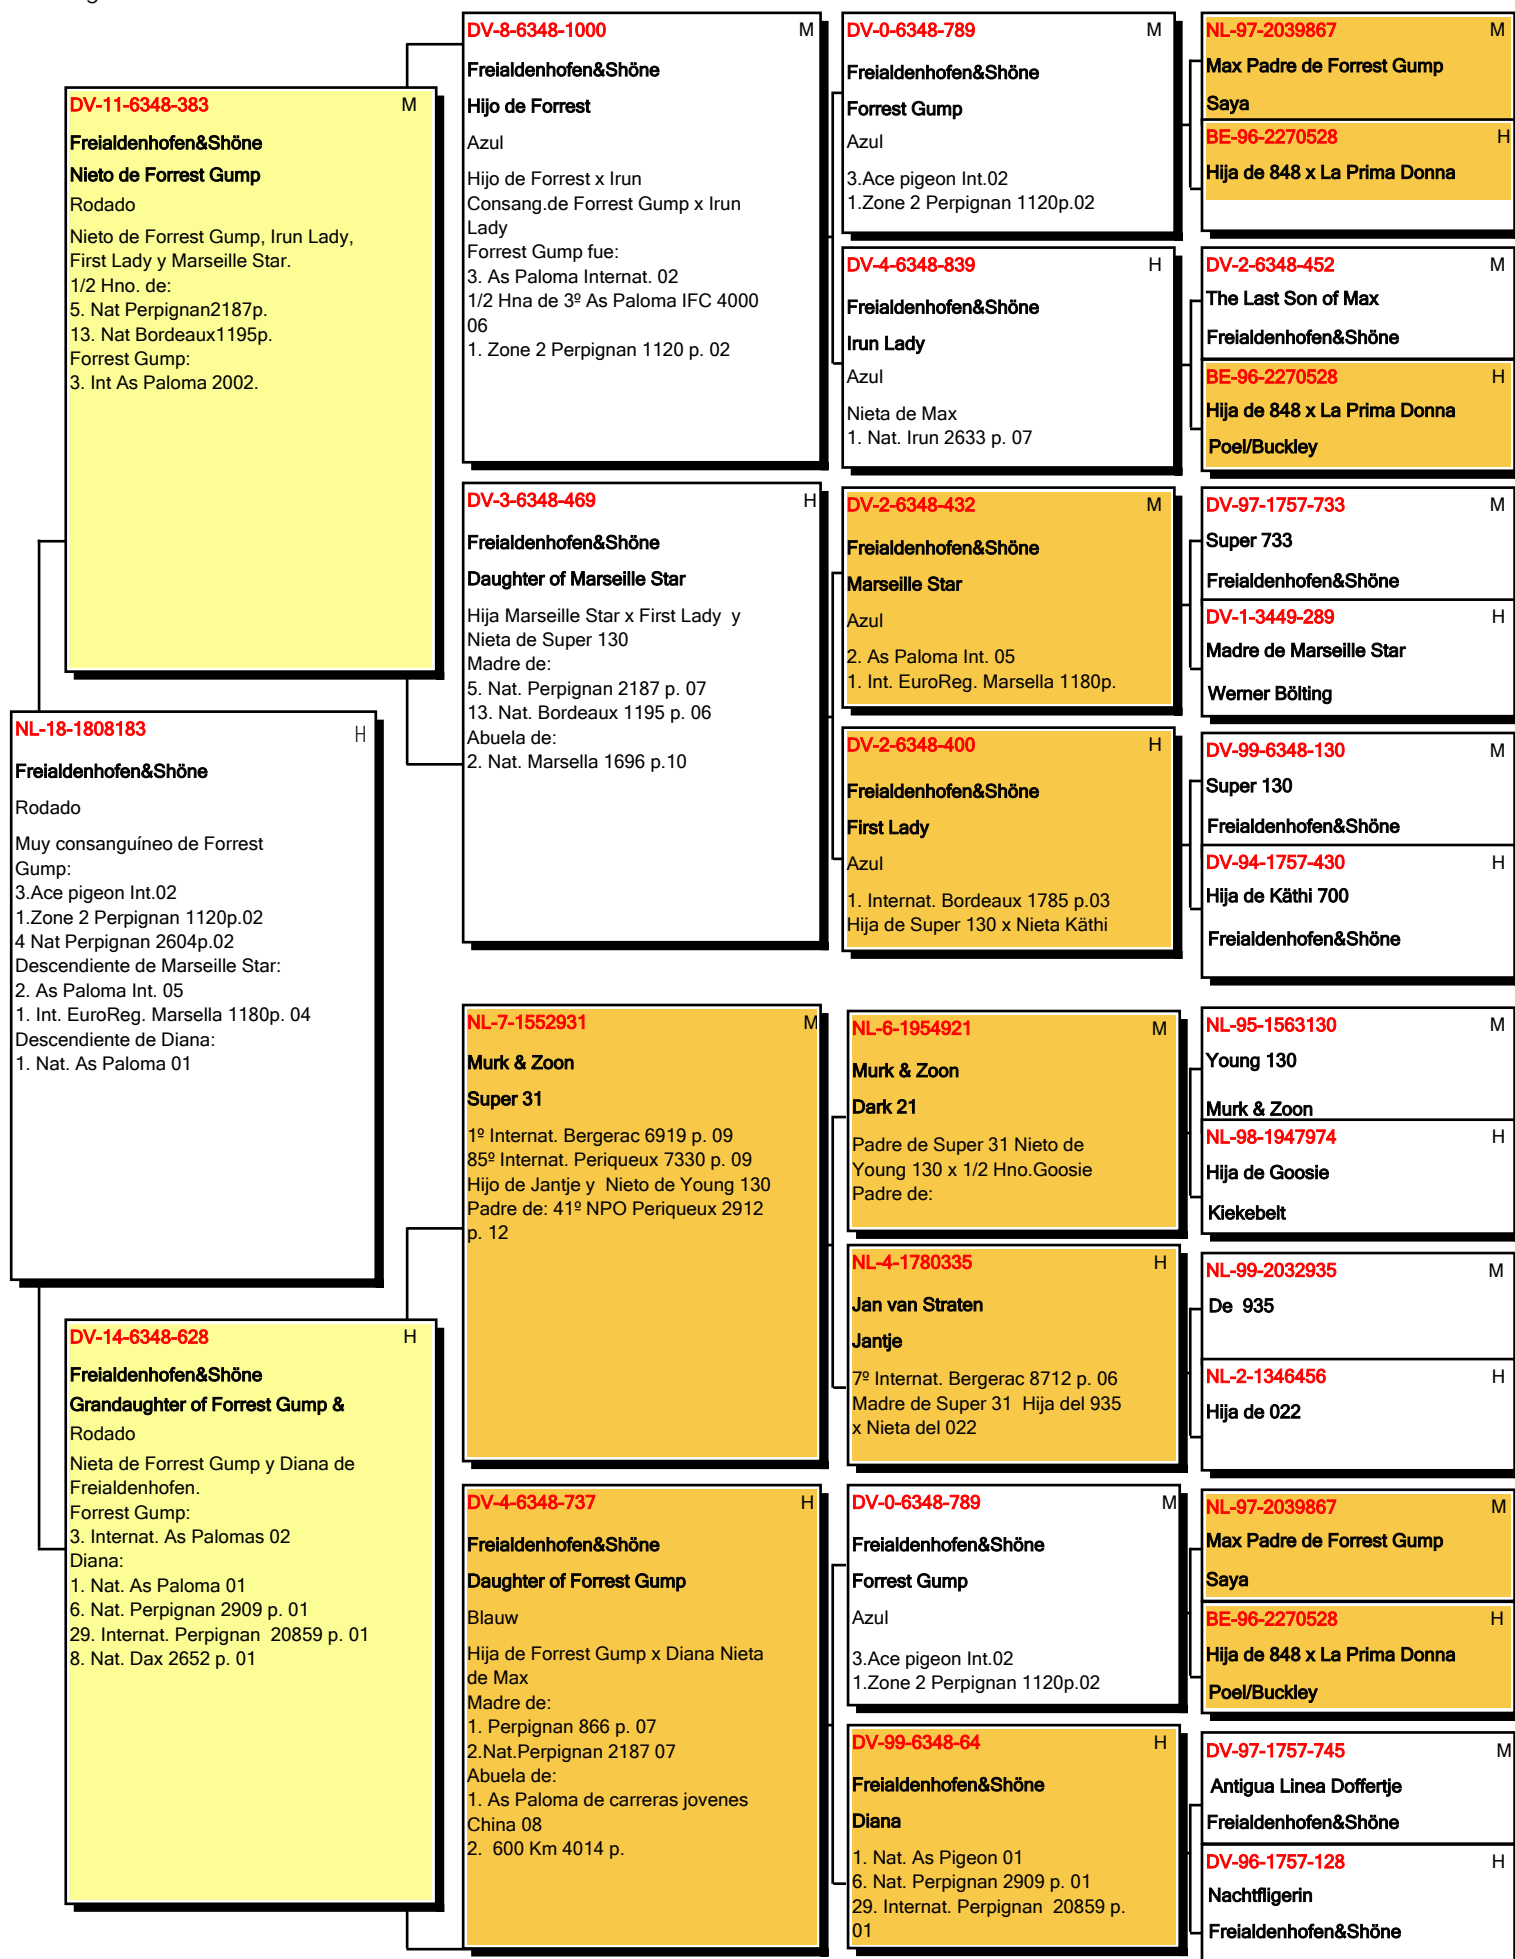 NL-18-1808183 H
Freialdenhofen&Shöne
Rodado
Muy consanguíneo de Forrest
Gump:
3.Ace pigeon Int.02
1.Zone 2 Perpignan 1120p.02
4 Nat Perpignan 2604p.02
Descendiente de Marseille Star:
2. As Paloma Int. 05
1. Int. EuroReg. Marsella 1180p. 04
Descendiente de Diana:
1. Nat. As Paloma 01
DV-11-6348-383 M
Freialdenhofen&Shöne
Nieto de Forrest Gump
Rodado
Nieto de Forrest Gump, Irun Lady,
First Lady y Marseille Star.
1/2 Hno. de:
5. Nat Perpignan2187p.
13. Nat Bordeaux1195p.
Forrest Gump:
3. Int As Paloma 2002.
DV-14-6348-628 H
Freialdenhofen&Shöne
Grandaughter of Forrest Gump &
Rodado
Nieta de Forrest Gump y Diana de
Freialdenhofen.
Forrest Gump:
3. Internat. As Palomas 02
Diana:
1. Nat. As Paloma 01
6. Nat. Perpignan 2909 p. 01
29. Internat. Perpignan 20859 p. 01
8. Nat. Dax 2652 p. 01
DV-8-6348-1000 M
Freialdenhofen&Shöne
Hijo de Forrest
Azul
Hijo de Forrest x Irun
Consang.de Forrest Gump x Irun
Lady
Forrest Gump fue:
3. As Paloma Internat. 02
1/2 Hna de 3º As Paloma IFC 4000
06
1. Zone 2 Perpignan 1120 p. 02
DV-3-6348-469 H
Freialdenhofen&Shöne
Daughter of Marseille Star
Hija Marseille Star x First Lady y
Nieta de Super 130
Madre de:
5. Nat. Perpignan 2187 p. 07
13. Nat. Bordeaux 1195 p. 06
Abuela de:
2. Nat. Marsella 1696 p.10
NL-7-1552931 M
Murk & Zoon
Super 31
1º Internat. Bergerac 6919 p. 09
85º Internat. Periqueux 7330 p. 09
Hijo de Jantje y Nieto de Young 130
Padre de: 41º NPO Periqueux 2912
p. 12
DV-4-6348-737 H
Freialdenhofen&Shöne
Daughter of Forrest Gump
Blauw
Hija de Forrest Gump x Diana Nieta
de Max
Madre de:
1. Perpignan 866 p. 07
2.Nat.Perpignan 2187 07
Abuela de:
1. As Paloma de carreras jovenes
China 08
2. 600 Km 4014 p.
DV-0-6348-789 M
Freialdenhofen&Shöne
Forrest Gump
Azul
3.Ace pigeon Int.02
1.Zone 2 Perpignan 1120p.02
DV-4-6348-839 H
Freialdenhofen&Shöne
Irun Lady
Azul
Nieta de Max
1. Nat. Irun 2633 p. 07
DV-2-6348-432 M
Freialdenhofen&Shöne
Marseille Star
Azul
2. As Paloma Int. 05
1. Int. EuroReg. Marsella 1180p.
DV-2-6348-400 H
Freialdenhofen&Shöne
First Lady
Azul
1. Internat. Bordeaux 1785 p.03
Hija de Super 130 x Nieta Käthi
NL-6-1954921 M
Murk & Zoon
Dark 21
Padre de Super 31 Nieto de
Young 130 x 1/2 Hno.Goosie
Padre de:
NL-4-1780335 H
Jan van Straten
Jantje
7º Internat. Bergerac 8712 p. 06
Madre de Super 31 Hija del 935
x Nieta del 022
DV-0-6348-789 M
Freialdenhofen&Shöne
Forrest Gump
Azul
3.Ace pigeon Int.02
1.Zone 2 Perpignan 1120p.02
DV-99-6348-64 H
Freialdenhofen&Shöne
Diana
1. Nat. As Pigeon 01
6. Nat. Perpignan 2909 p. 01
29. Internat. Perpignan 20859 p.
01
NL-97-2039867 M
Max Padre de Forrest Gump
Saya
BE-96-2270528 H
Hija de 848 x La Prima Donna
DV-2-6348-452 M
The Last Son of Max
Freialdenhofen&Shöne
BE-96-2270528 H
Hija de 848 x La Prima Donna
Poel/Buckley
DV-97-1757-733 M
Super 733
Freialdenhofen&Shöne
DV-1-3449-289 H
Madre de Marseille Star
Werner Bölting
DV-99-6348-130 M
Super 130
Freialdenhofen&Shöne
DV-94-1757-430 H
Hija de Käthi 700
Freialdenhofen&Shöne
NL-95-1563130 M
Young 130
Murk & Zoon
NL-98-1947974 H
Hija de Goosie
Kiekebelt
NL-99-2032935 M
De 935
NL-2-1346456 H
Hija de 022
NL-97-2039867 M
Max Padre de Forrest Gump
Saya
BE-96-2270528 H
Hija de 848 x La Prima Donna
Poel/Buckley
DV-97-1757-745 M
Antigua Linea Doffertje
Freialdenhofen&Shöne
DV-96-1757-128 H
Nachtfligerin
Freialdenhofen&Shöne